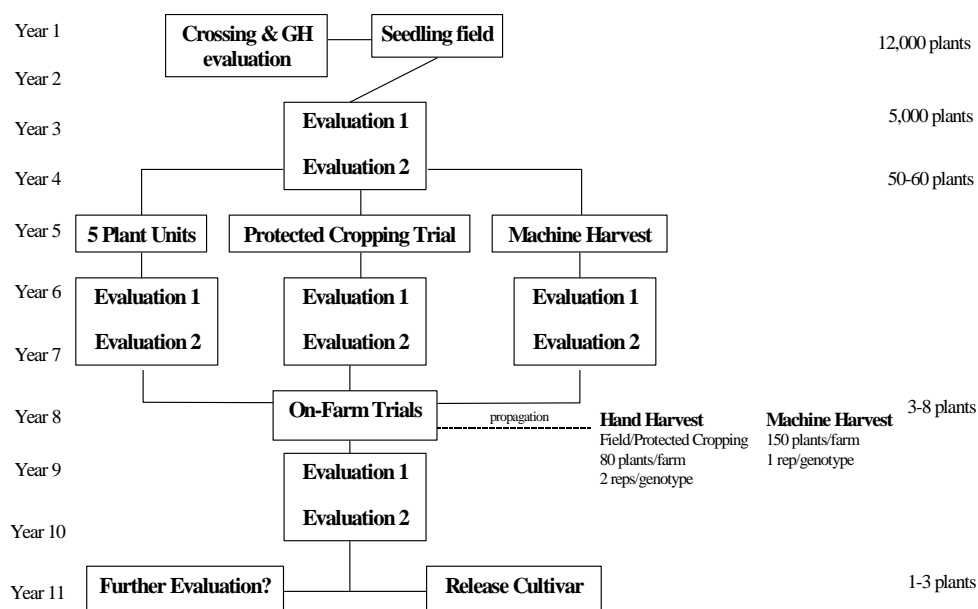 Year 1
Crossing & GH
evaluation
Seedling field
12,000 plants
Year 2
Year 3
Evaluation 1
5,000 plants
Evaluation 2
Year 4
50-60 plants
Year 5
5 Plant Units
Protected Cropping Trial
Machine Harvest
Year 6
Evaluation 1
Evaluation 1
Evaluation 1
Evaluation 2
Evaluation 2
Evaluation 2
Year 7
Year 8
On-Farm Trials
propagation
3-8 plants
Hand Harvest
Field/Protected Cropping
80 plants/farm
2 reps/genotype
Machine Harvest
150 plants/farm
1 rep/genotype
Year 9
Evaluation 1
Evaluation 2
Year 10
Year 11
Further Evaluation?
Release Cultivar
1-3 plants